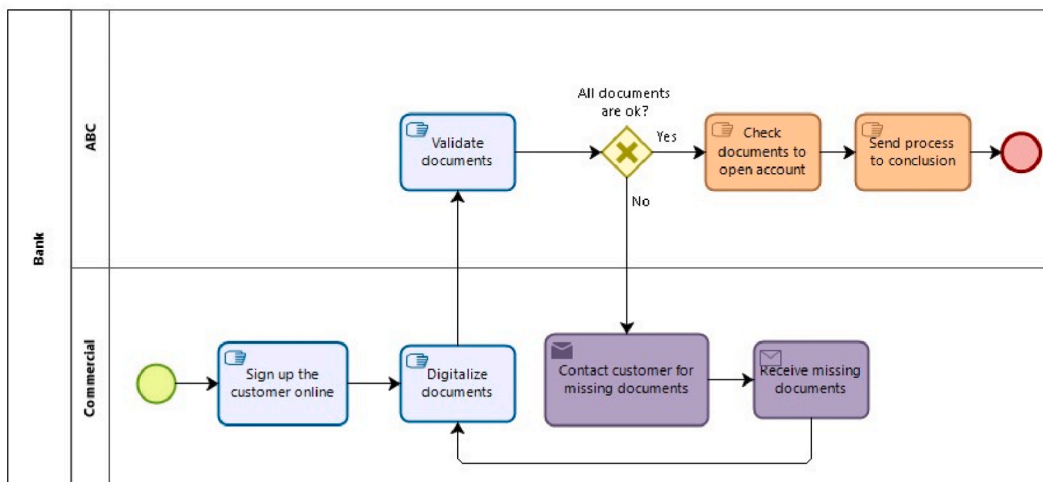 Bank
ABC
Validate
documents
All documents
are ok?
Yes
No
Check
documents to
open account
Send process
to conclusion
Commercial
Sign up the
customer online
Digitalize
documents
Contact customer for
missing documents
Receive missing
documents